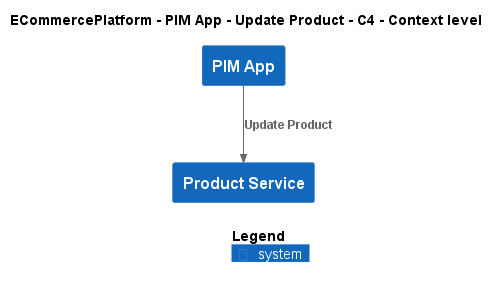 ECommercePlatform - PIM App - Update Product - C4 - Context level
PIM App
Update Product
Product Service
Legend
system